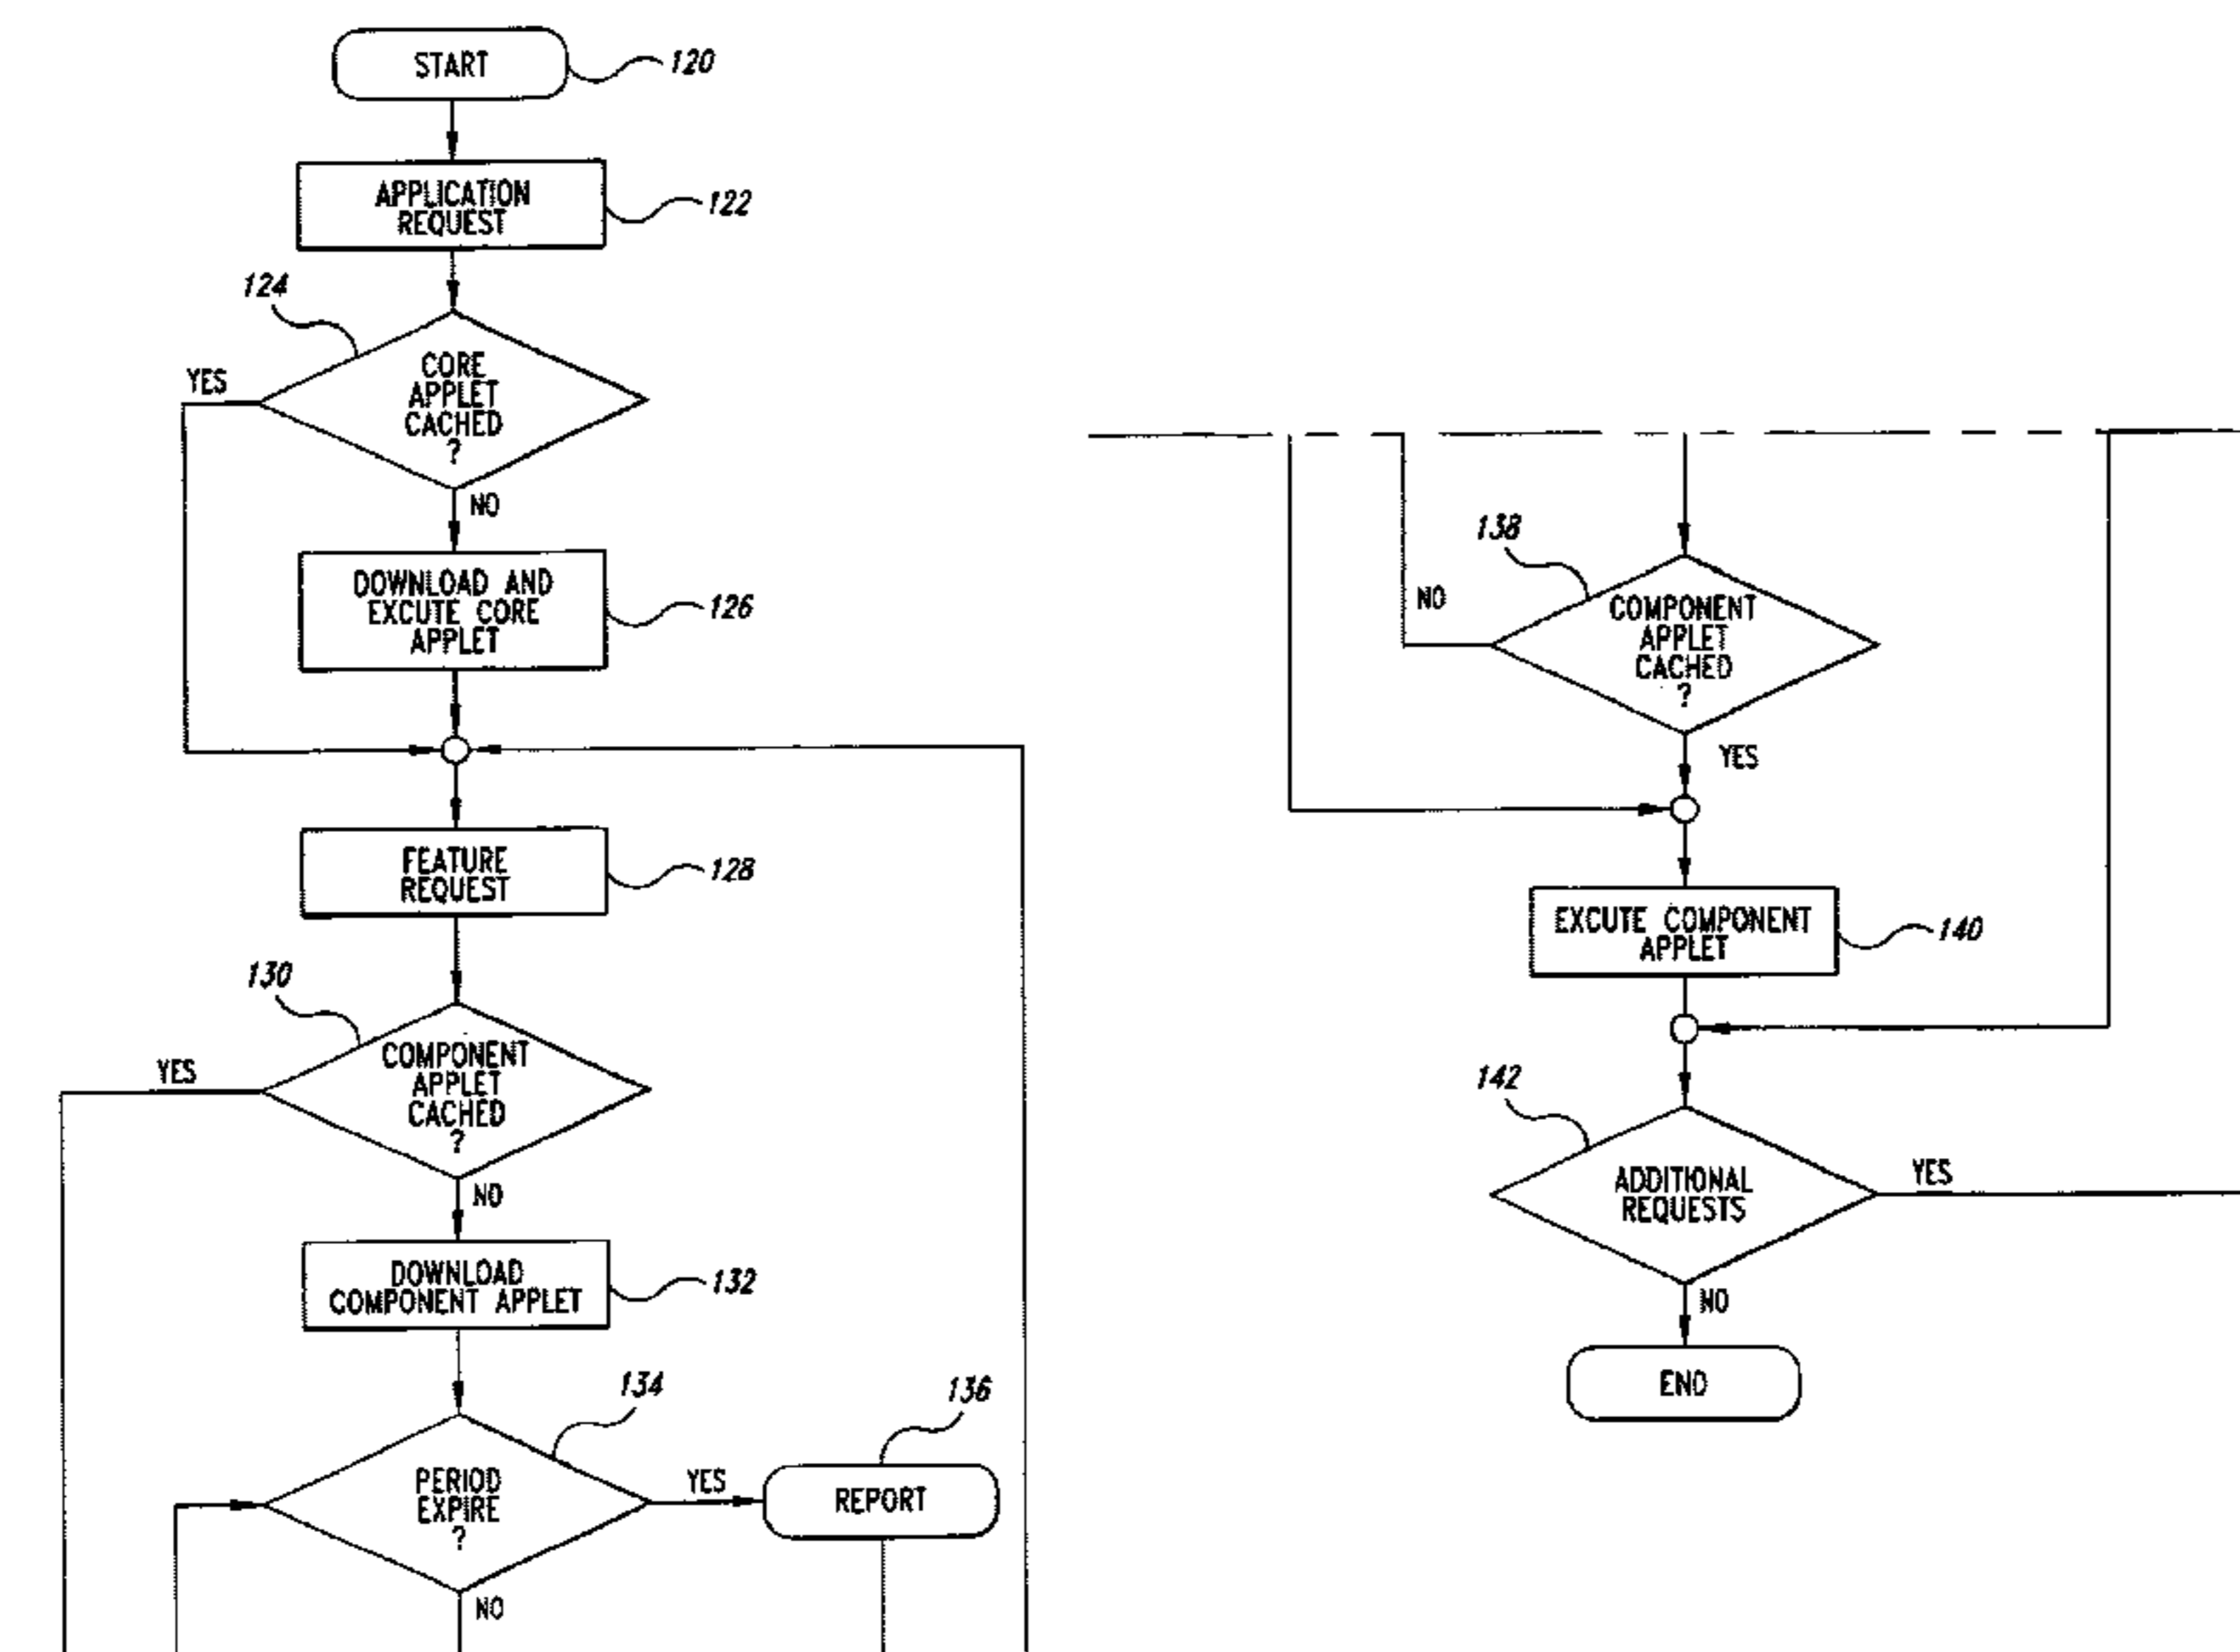 START
120
APPLICATION
REQUEST
122
124
CORE
APPLET
CACHED
?
YES
NO
DOWNLOAD AND
EXCUTE CORE
APPLET
126
FEATURE
REQUEST
128
130
COMPONENT
APPLET
CACHED
?
YES
NO
DOWNLOAD
COMPONENT APPLET
132
134
PERIOD
EXPIRE
?
YES
NO
136
REPORT
138
COMPONENT
APPLET
CACHED
?
NO
YES
EXCUTE COMPONENT
APPLET
140
142
ADDITIONAL
REQUESTS
YES
NO
END